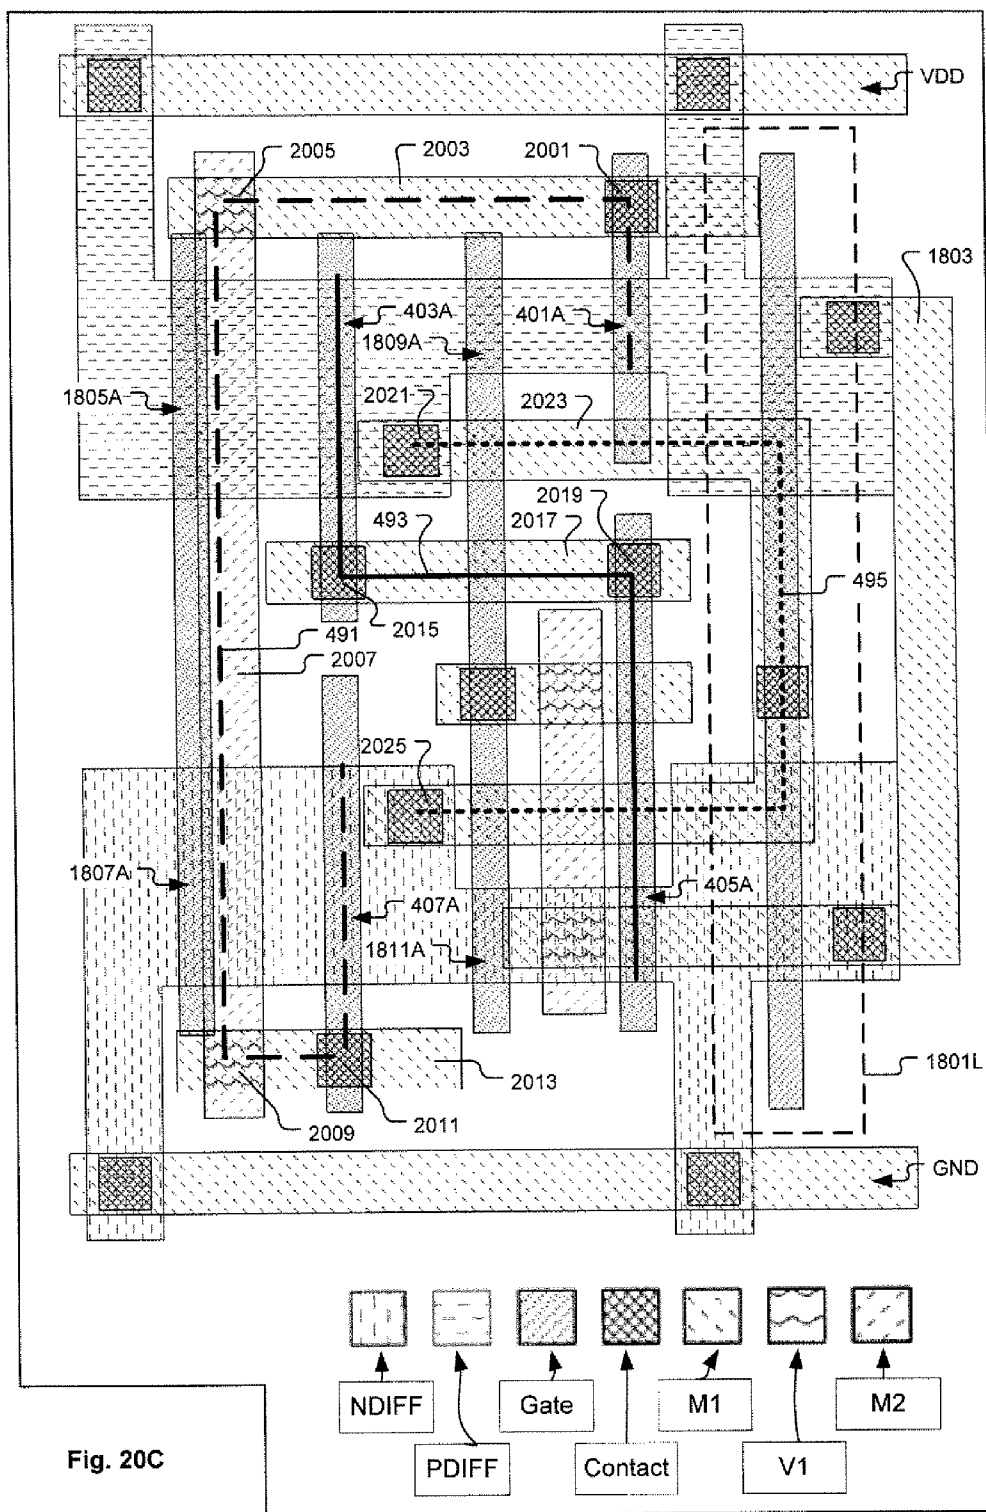 VDD
2005
2003
2001
1803
403A
401A
1809A
1805A
2021
2023
2019
493
2017
495
2015
491
2007
2025
1807A
407A
405A
1811A
1801L
2013
2009
2011
GND
NDIFF
PDIFF
Gate
Contact
M1
V1
M2
Fig. 20C